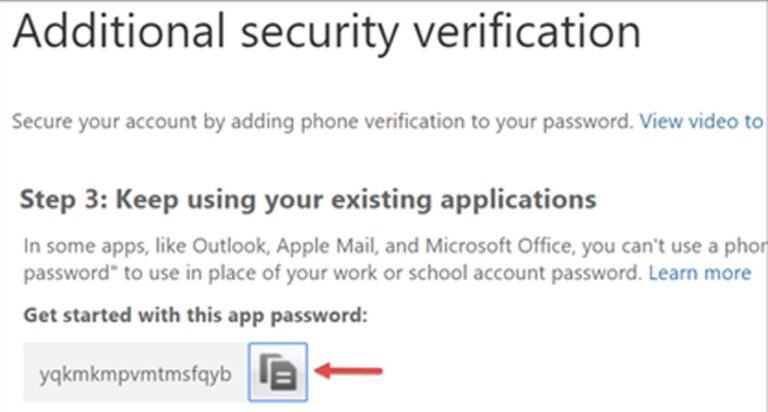 Additional security verification
Secure your account by adding phone verification to your password. View video to
Step 3: Keep using your existing applications
In some apps, like Outlook, Apple Mail, and Microsoft Office, you can't use a phon
password" to use in place of your work or school account password. Learn more
Get started with this app password:
yqkmkmpvmtmsfqyb